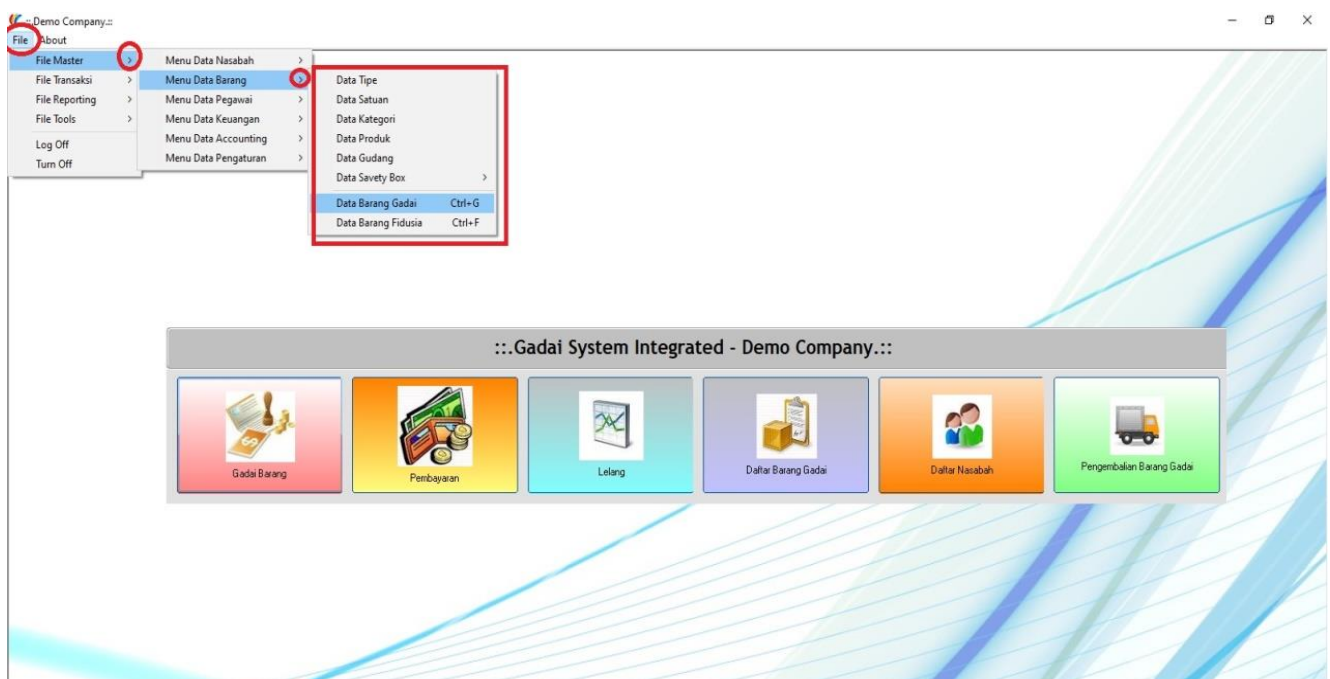 ::.Demo Company.::
File About
File Master
File Transaksi
File Reporting
File Tools
Log Off
Turn Off
Menu Data Nasabah
Menu Data Barang
Menu Data Pegawai
Menu Data Keuangan
Menu Data Accounting
Menu Data Pengaturan
Data Tipe
Data Satuan
Data Kategori
Data Produk
Data Gudang
Data Savety Box
Data Barang Gadai Ctrl+G
Data Barang Fidusia Ctrl+F
::.Gadai System Integrated - Demo Company.::
Gadai Barang
Pembayaran
Lelang
Daftar Barang Gadai
Daftar Nasabah
Pengembalian Barang Gadai